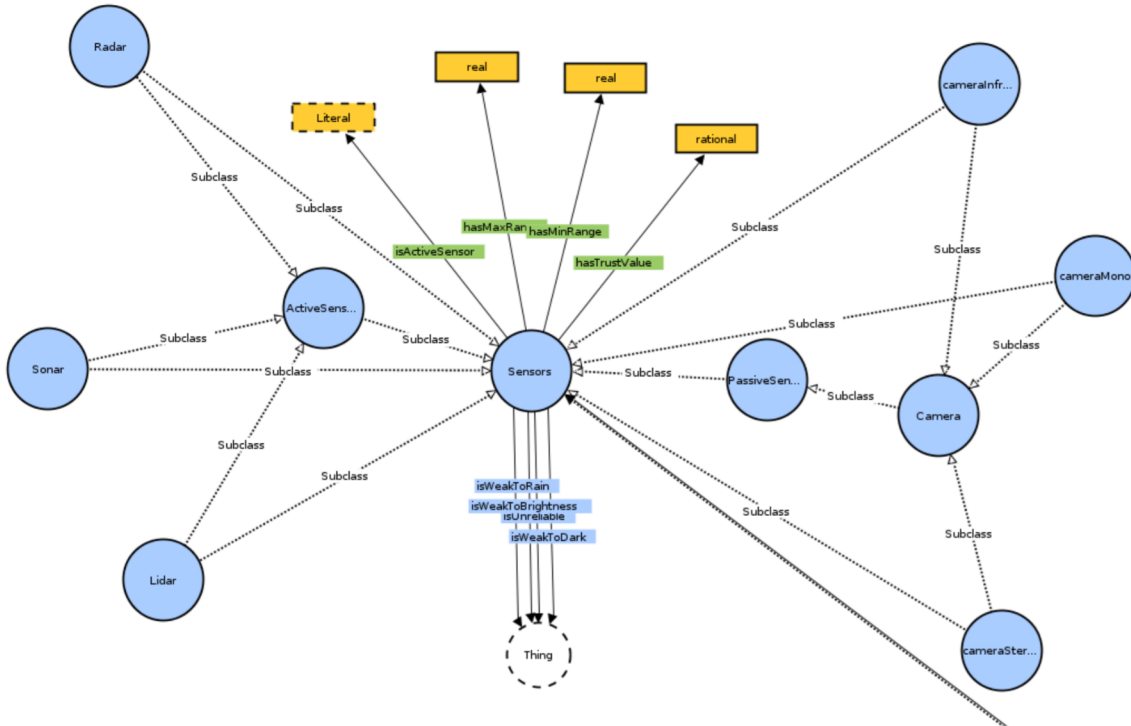 Radar
real
real
cameraInfr...
Literal
rational
Subclass
Subclass
hasMaxRan
hasMinRange
Subclass
isActiveSensor
hasTrustValue
Subclass
cameraMono
ActiveSens...
Subclass
Subclass
Subclass
Subclass
Sonar
Subclass
Sensors
Subclass
PassiveSen...
Subclass
Camera
Subclass
Subclass
isWeakToRain
isWeakToBrightness
isUnreliable
Subclass
isWeakToDark
Subclass
Lidar
Thing
cameraSter...